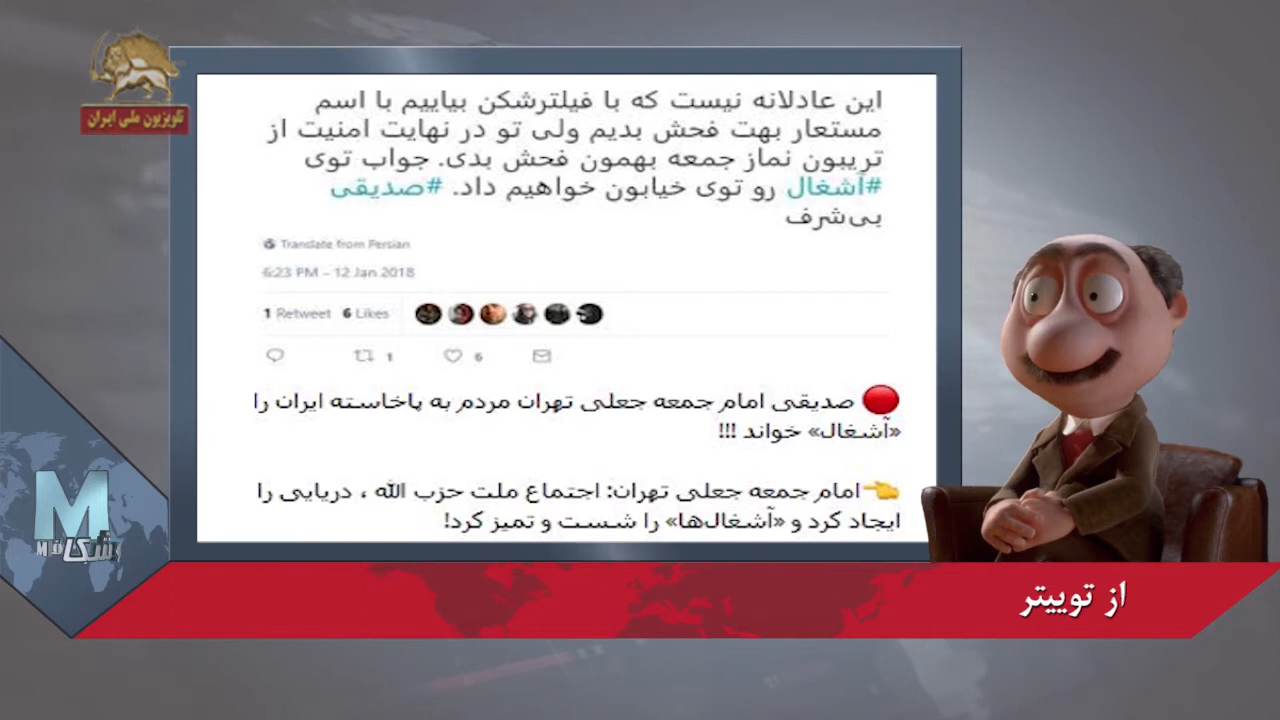 تلویزیون ملی ایران
این عادلانه نیست که با فیلترشکن بیاییم با اسم
مستعار بهت فحش بدیم ولی تو در نهایت امنیت از
تریبون نماز جمعه بهمون فحش بدی. جواب توی
#آشغال رو توی خیابون خواهیم داد. #صدیقی
بی‌شرف
Translate from Persian
6:23 PM – 12 Jan 2018
1 Retweet 6 Likes
1 6
🔴 صدیقی امام جمعه جعلی تهران مردم به پاخاسته ایران را
«آشغال» خواند !!!
👈امام جمعه جعلی تهران: اجتماع ملت حزب الله ، دریایی را
ایجاد کرد و «آشغال‌ها» را شست و تمیز کرد!
M
از توییتر